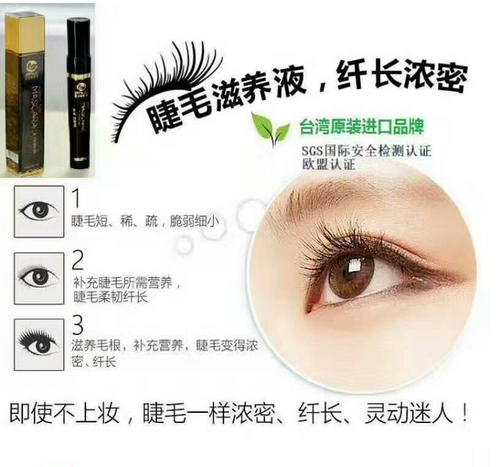 MASCARA
睫毛滋养液，纤长浓密
台湾原装进口品牌
SGS国际安全检测认证
欧盟认证
1
睫毛短、稀、疏，脆弱细小
2
补充睫毛所需营养，
睫毛柔韧纤长
3
滋养毛根，补充营养，睫毛变得浓
密、纤长
即使不上妆，睫毛一样浓密、纤长、灵动迷人！